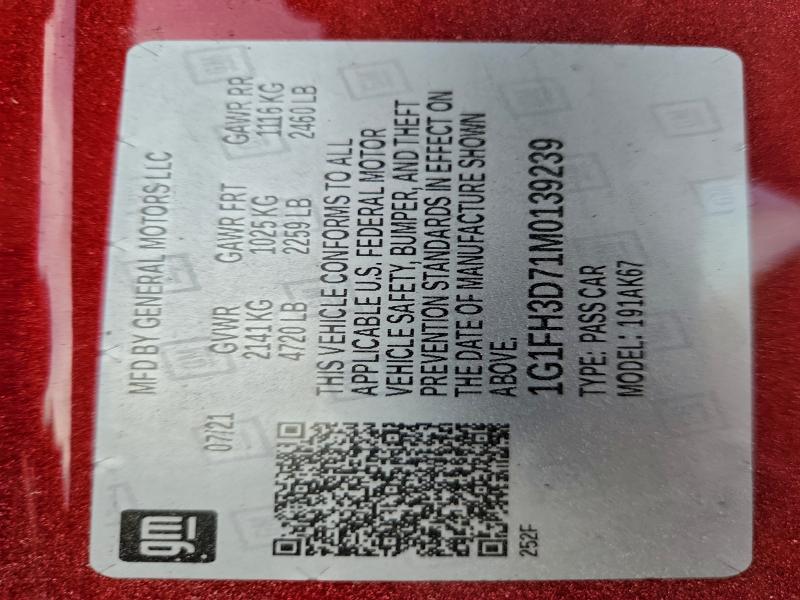 gm
MFD BY GENERAL MOTORS LLC
07/21
GVWR GAWR FRT GAWR RR
2141 KG 1025 KG 1116 KG
4720 LB 2259 LB 2460 LB
THIS VEHICLE CONFORMS TO ALL
APPLICABLE U.S. FEDERAL MOTOR
VEHICLE SAFETY, BUMPER, AND THEFT
PREVENTION STANDARDS IN EFFECT ON
THE DATE OF MANUFACTURE SHOWN
ABOVE.
1G1FH3D71M0139239
TYPE: PASS CAR
MODEL: 191AK67
252F